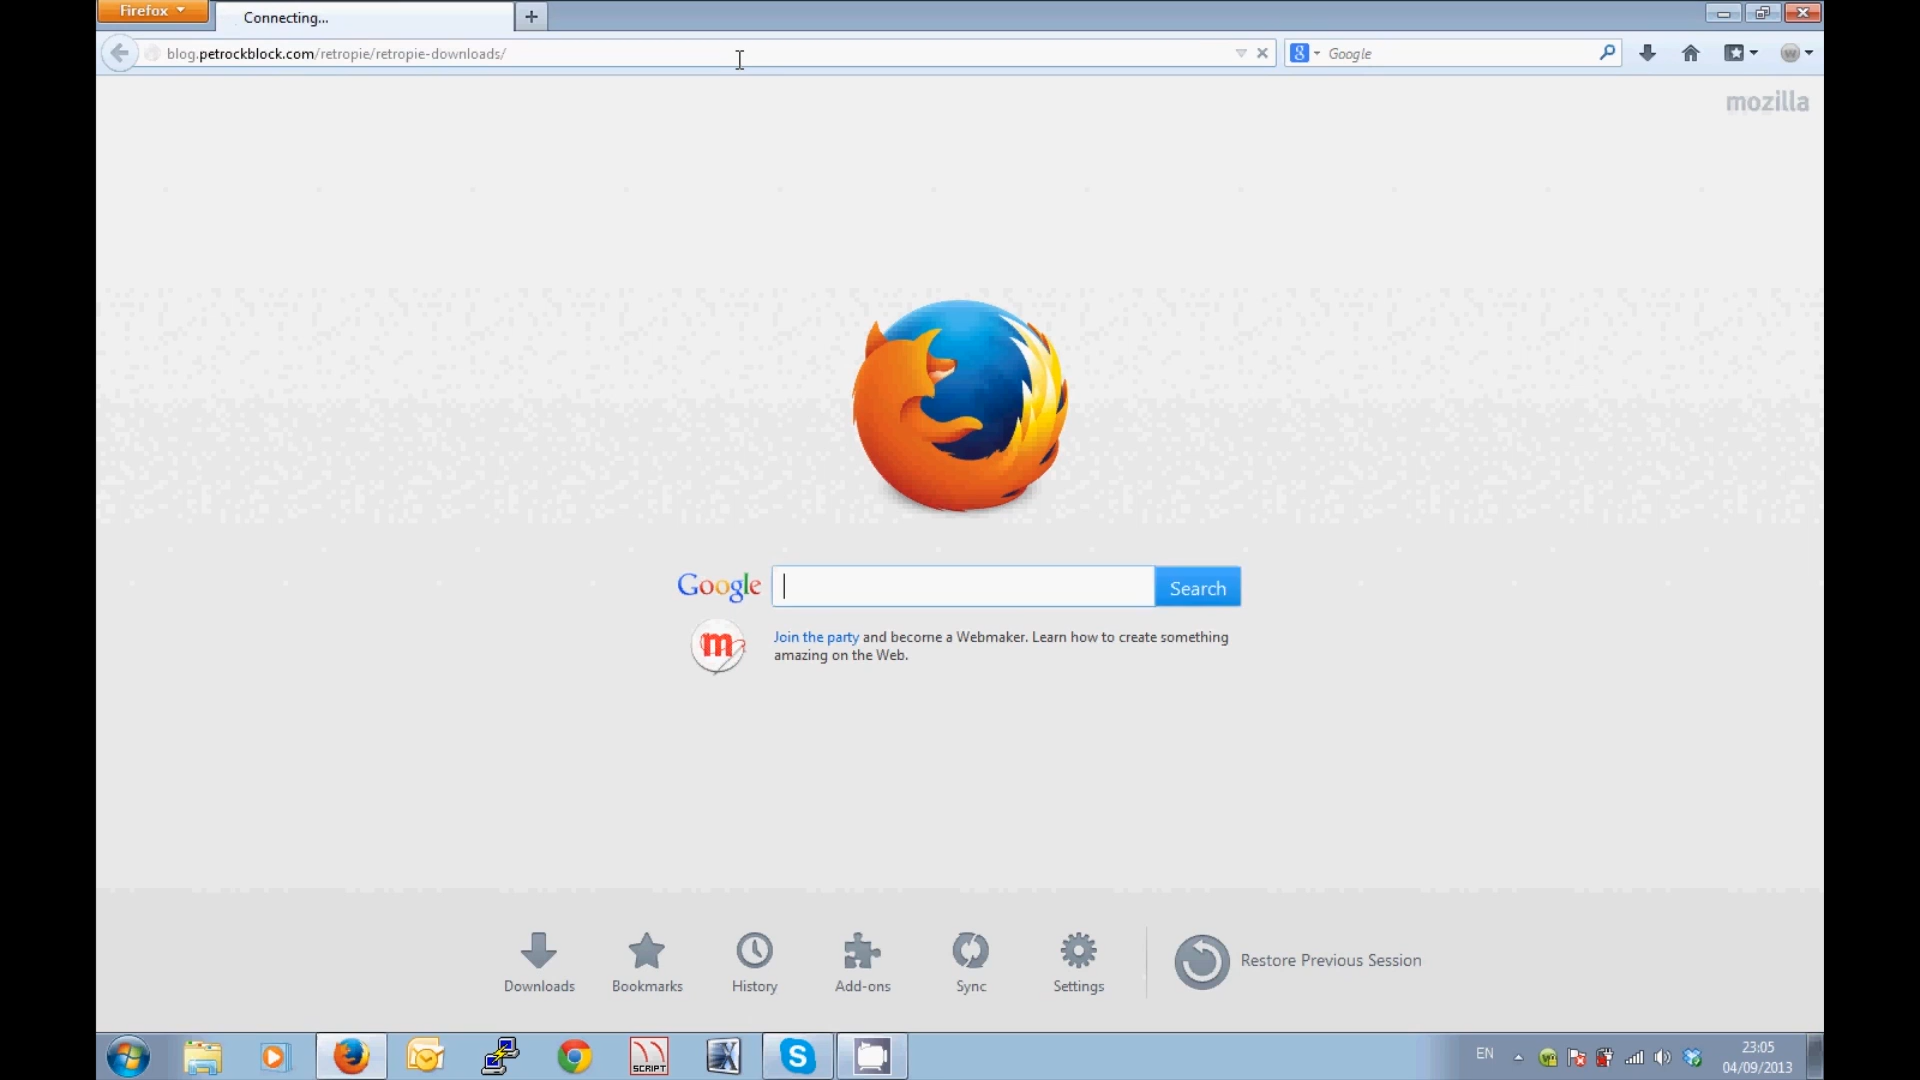 Firefox
Connecting...
blog.petrockblock.com/retropie/retropie-downloads/
8
Google
w
mozilla
Google
Search
m
Join the party and become a Webmaker. Learn how to create something
amazing on the Web.
Downloads
Bookmarks
History
Add-ons
Sync
Settings
Restore Previous Session
SCRIPT
X
S
EN
23:05
04/09/2013